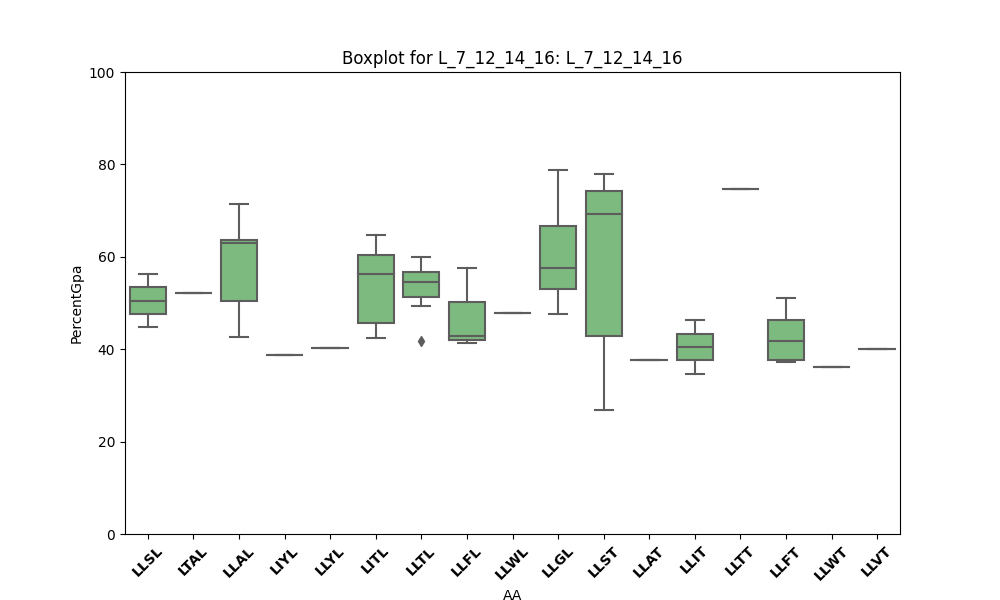 Boxplot for L_7_12_14_16: L_7_12_14_16
100
80
60
40
20
0
PercentGpa
LLSL LTAL LLAL LIYL LLYL LITL LLTL LLFL LLWL LLGL LLST LLAT LLIT LLTT LLFT LLWT LLVT
AA